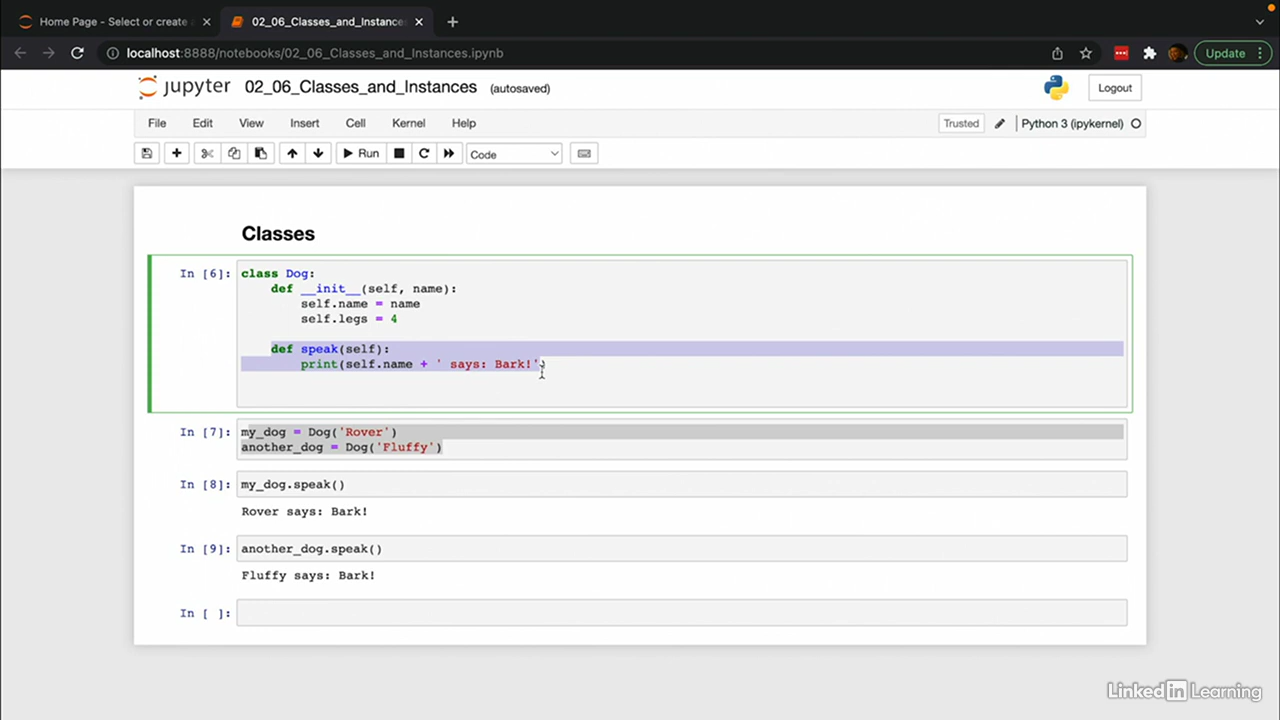 Home Page - Select or create
02_06_Classes_and_Instances
localhost:8888/notebooks/02_06_Classes_and_Instances.ipynb
Update
jupyter 02_06_Classes_and_Instances (autosaved)
Logout
File Edit View Insert Cell Kernel Help
Trusted
Python 3 (ipykernel)
Run
Code
Classes
In [6]:
class Dog:
def __init__(self, name):
self.name = name
self.legs = 4
def speak(self):
print(self.name + ' says: Bark!')
In [7]:
my_dog = Dog('Rover')
another_dog = Dog('Fluffy')
In [8]:
my_dog.speak()
Rover says: Bark!
In [9]:
another_dog.speak()
Fluffy says: Bark!
In [ ]:
LinkedIn Learning